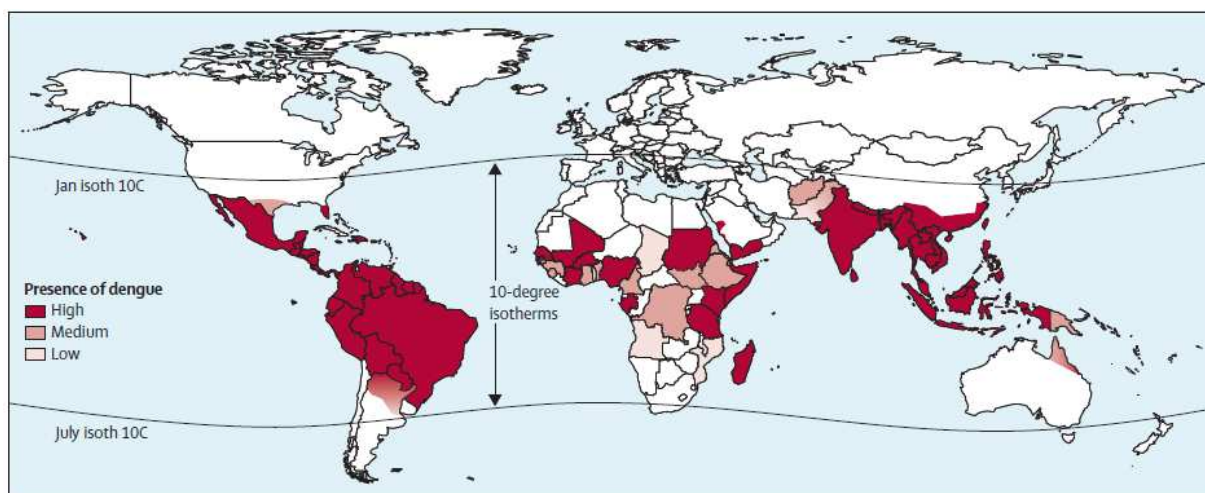 Jan isoth 10C
Presence of dengue
High
Medium
Low
10-degree
isotherms
July isoth 10C